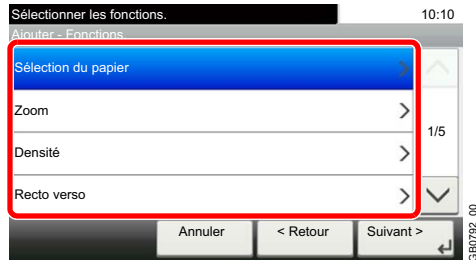 Sélectionner les fonctions.
10:10
Ajouter - Fonctions
Sélection du papier
Zoom
1/5
Densité
Recto verso
Annuler
< Retour
Suivant >
GB0792_00